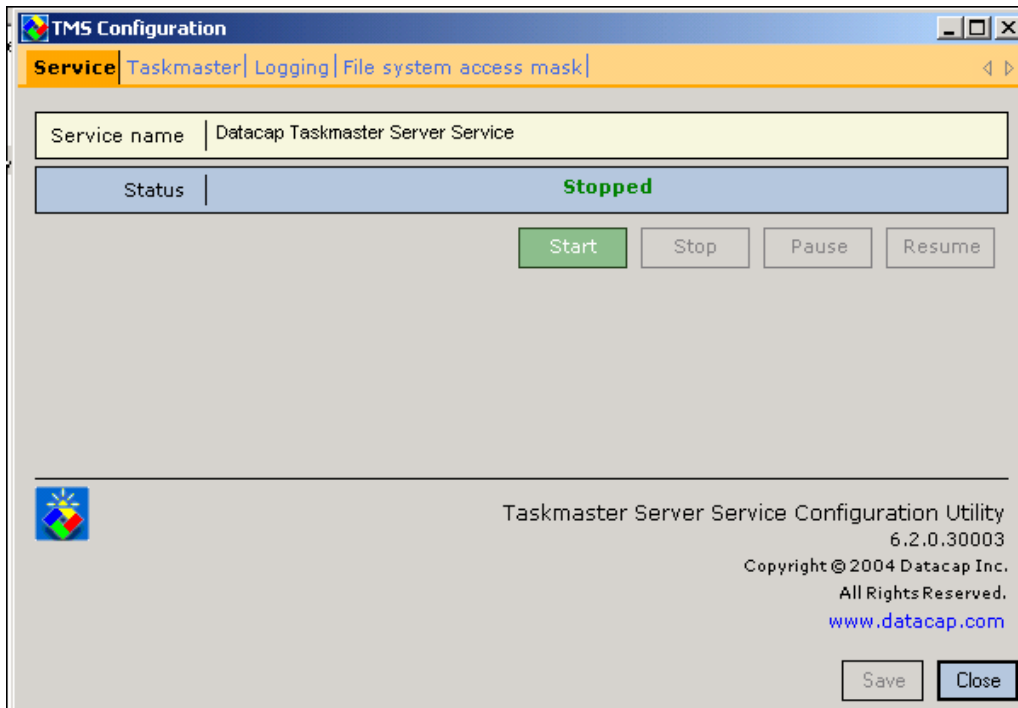 TMS Configuration
Service Taskmaster Logging File system access mask
Service name Datacap Taskmaster Server Service
Status Stopped
Start Stop Pause Resume
Taskmaster Server Service Configuration Utility
6.2.0.30003
Copyright © 2004 Datacap Inc.
All Rights Reserved.
www.datacap.com
Save Close